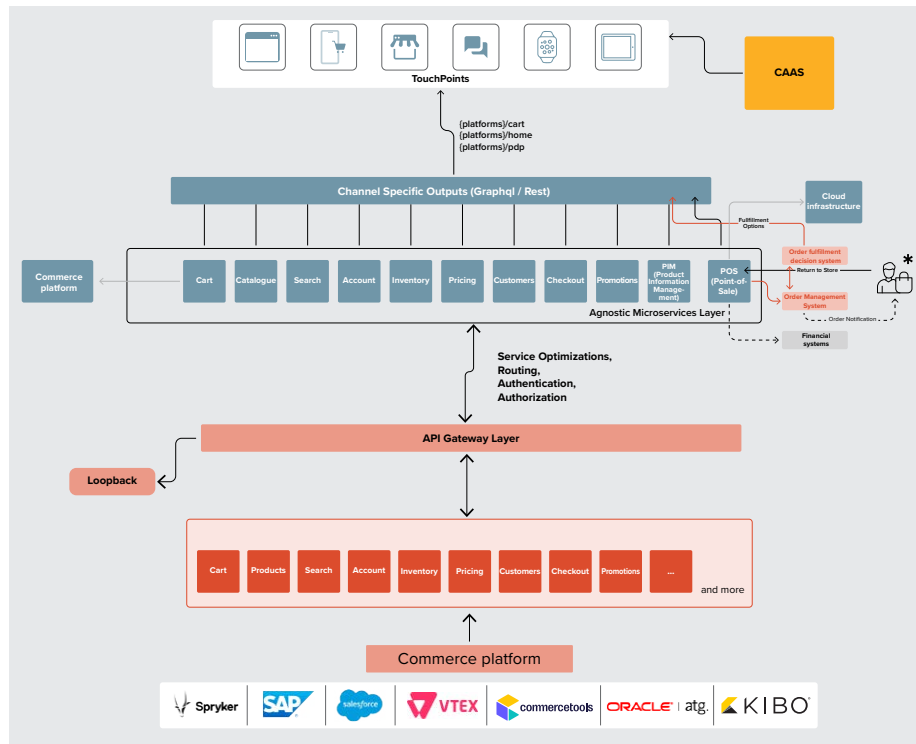 TouchPoints
CAAS
{platforms}/cart
{platforms}/home
{platforms}/pdp
Channel Specific Outputs (Graphql / Rest)
Cloud
infrastructure
Fullfillment
Options
Order fulfillment
decision system
Return to Store
*
Commerce
platform
Cart
Catalogue
Search
Account
Inventory
Pricing
Customers
Checkout
Promotions
PIM
(Product
Information
Manage-
ment)
POS
(Point-of-
Sale)
Order Management
System
Order Notification
Agnostic Microservices Layer
Financial
systems
Service Optimizations,
Routing,
Authentication,
Authorization
API Gateway Layer
Loopback
Cart
Products
Search
Account
Inventory
Pricing
Customers
Checkout
Promotions
...
and more
Commerce platform
Spryker
SAP
salesforce
VTEX
commercetools
ORACLE | atg.
KIBO